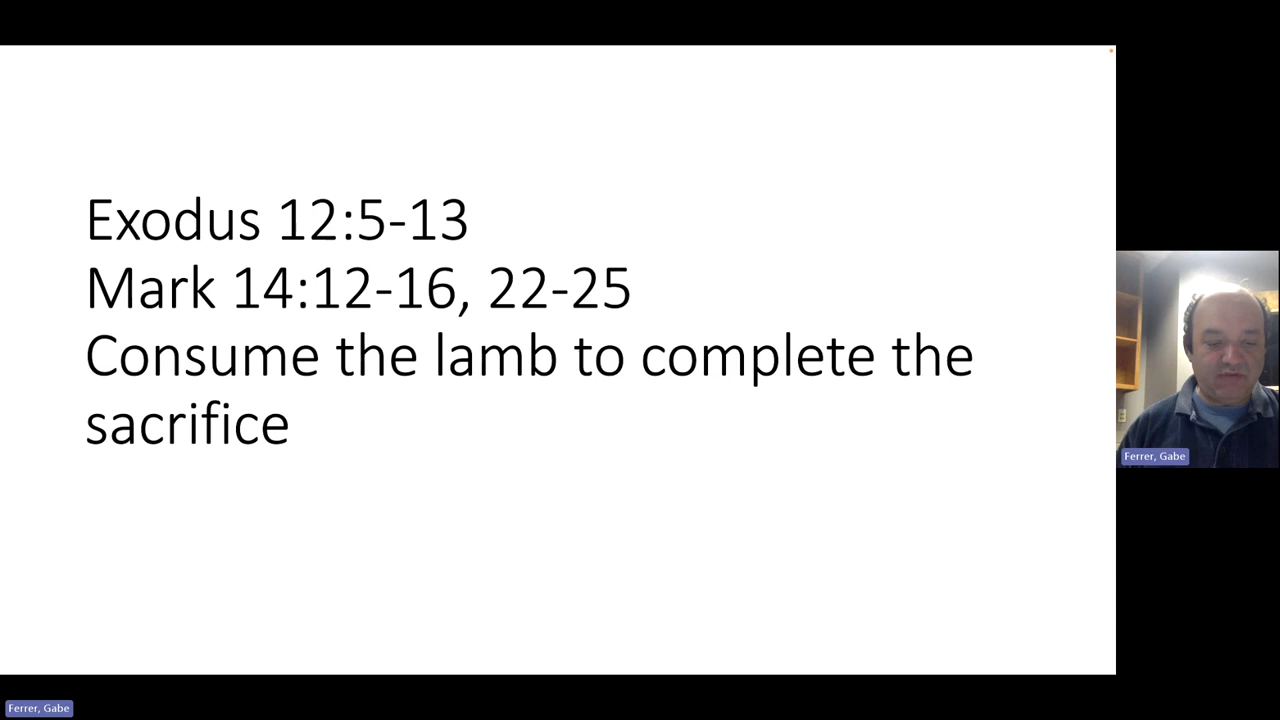 Exodus 12:5-13
Mark 14:12-16, 22-25
Consume the lamb to complete the
sacrifice
Ferrer, Gabe
Ferrer, Gabe